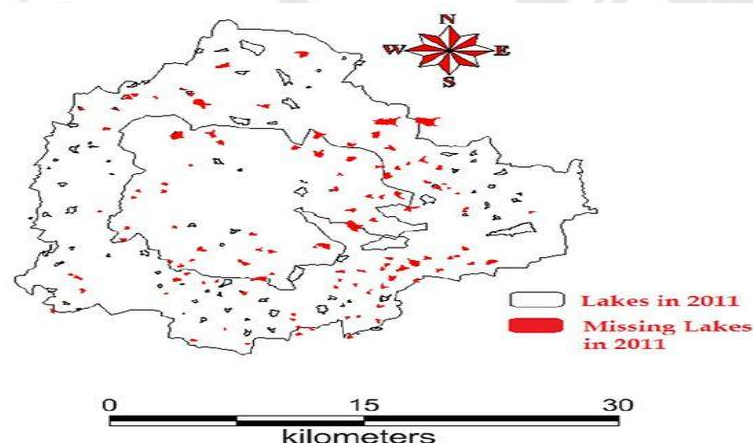 N
W E
S
Lakes in 2011
Missing Lakes
in 2011
0 15 30
kilometers